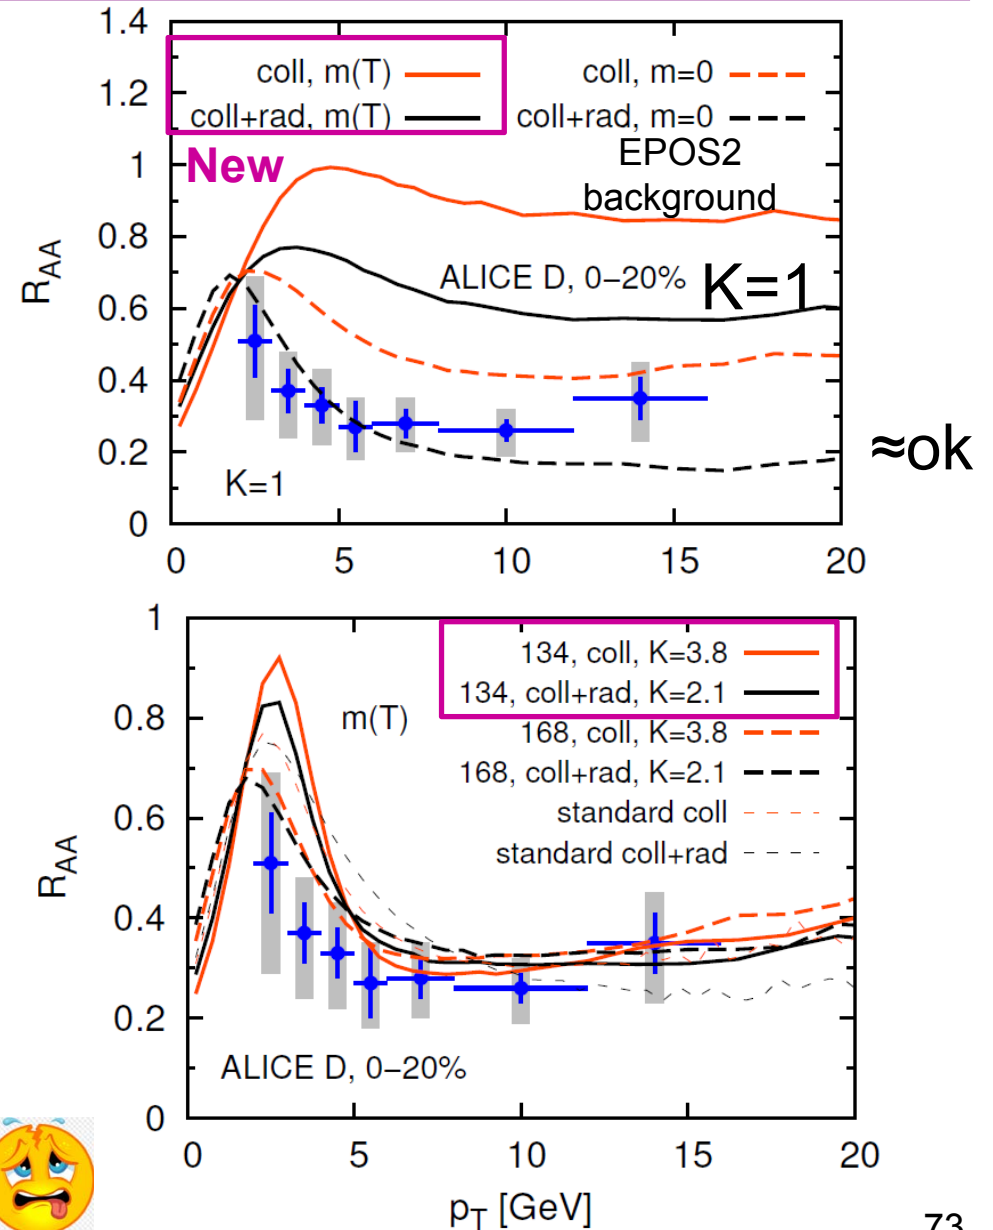 1.4
coll, m(T)
coll, m=0
1.2
coll+rad, m(T)
coll+rad, m=0
New
EPOS2
background
1
0.8
ALICE D, 0−20%
K=1
R_AA
0.6
0.4
≈ok
0.2
K=1
0
0 5 10 15 20
1
134, coll, K=3.8
134, coll+rad, K=2.1
m(T)
0.8
168, coll, K=3.8
168, coll+rad, K=2.1
0.6
standard coll
standard coll+rad
R_AA
0.4
0.2
ALICE D, 0−20%
0
0 5 10 15 20
p_T [GeV]
73